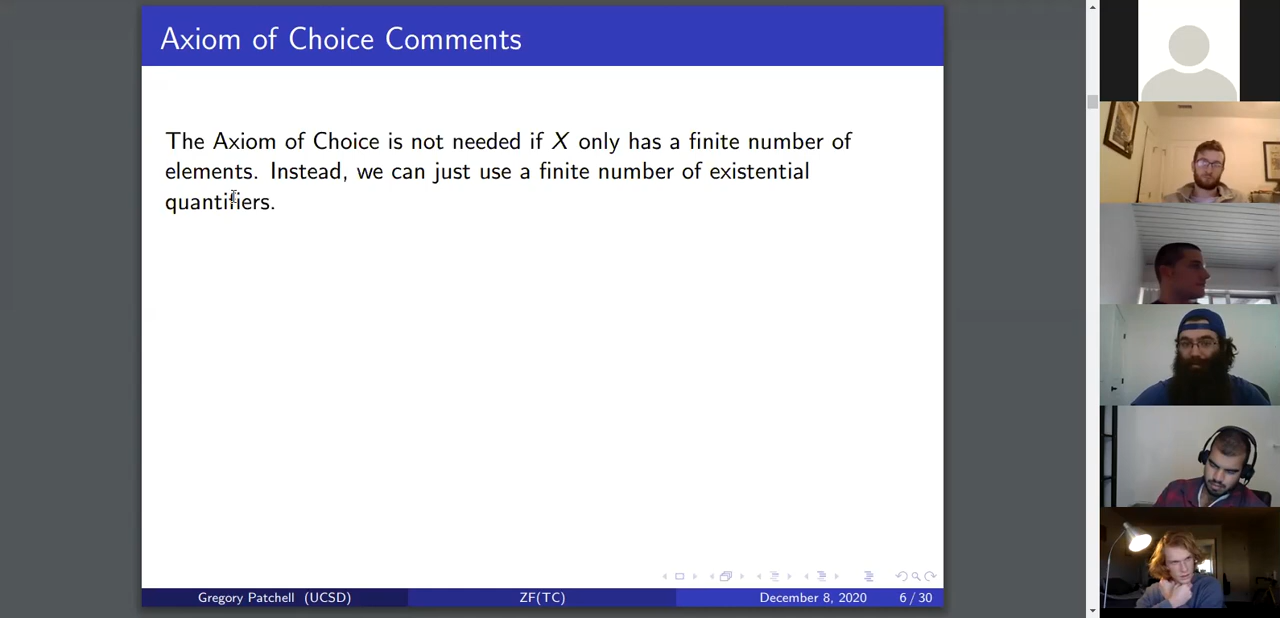 Axiom of Choice Comments
The Axiom of Choice is not needed if X only has a finite number of
elements. Instead, we can just use a finite number of existential
quantifiers.
Gregory Patchell (UCSD) ZF(TC) December 8, 2020 6 / 30